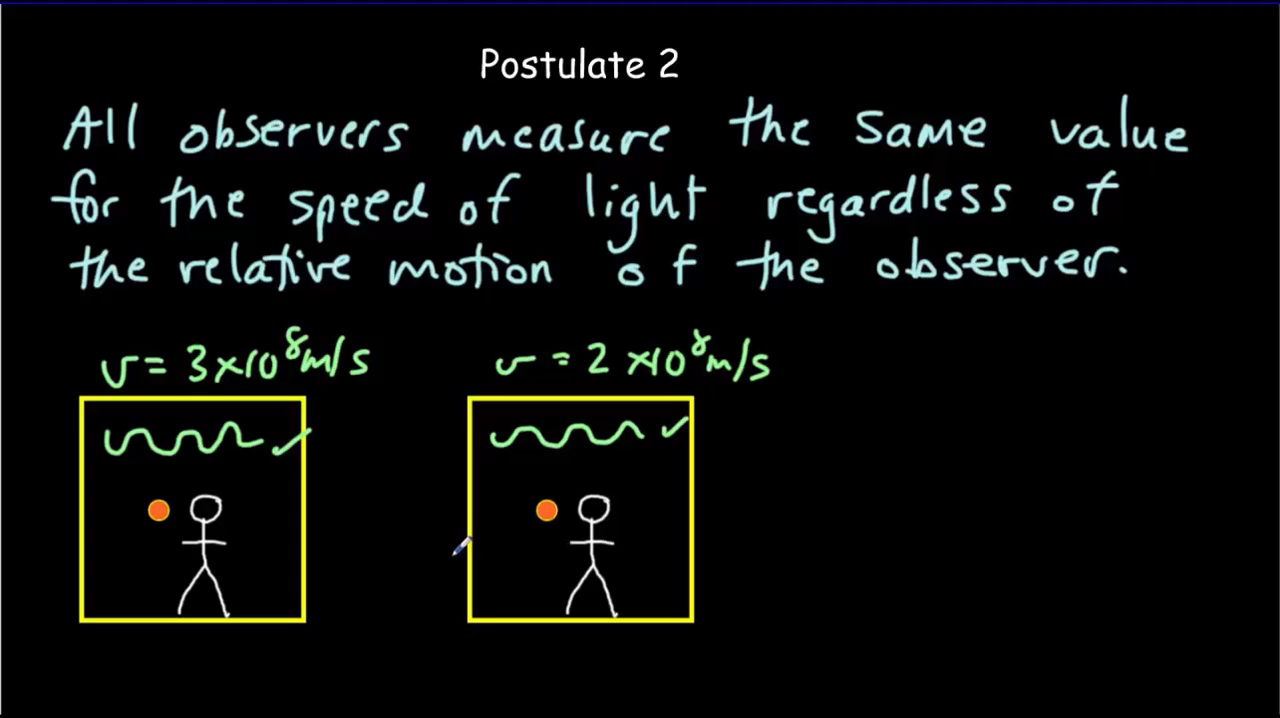 Postulate 2
All observers measure the same value
for the speed of light regardless of
the relative motion of the observer.
v = 3×10⁸m/s
v = 2×10⁸m/s